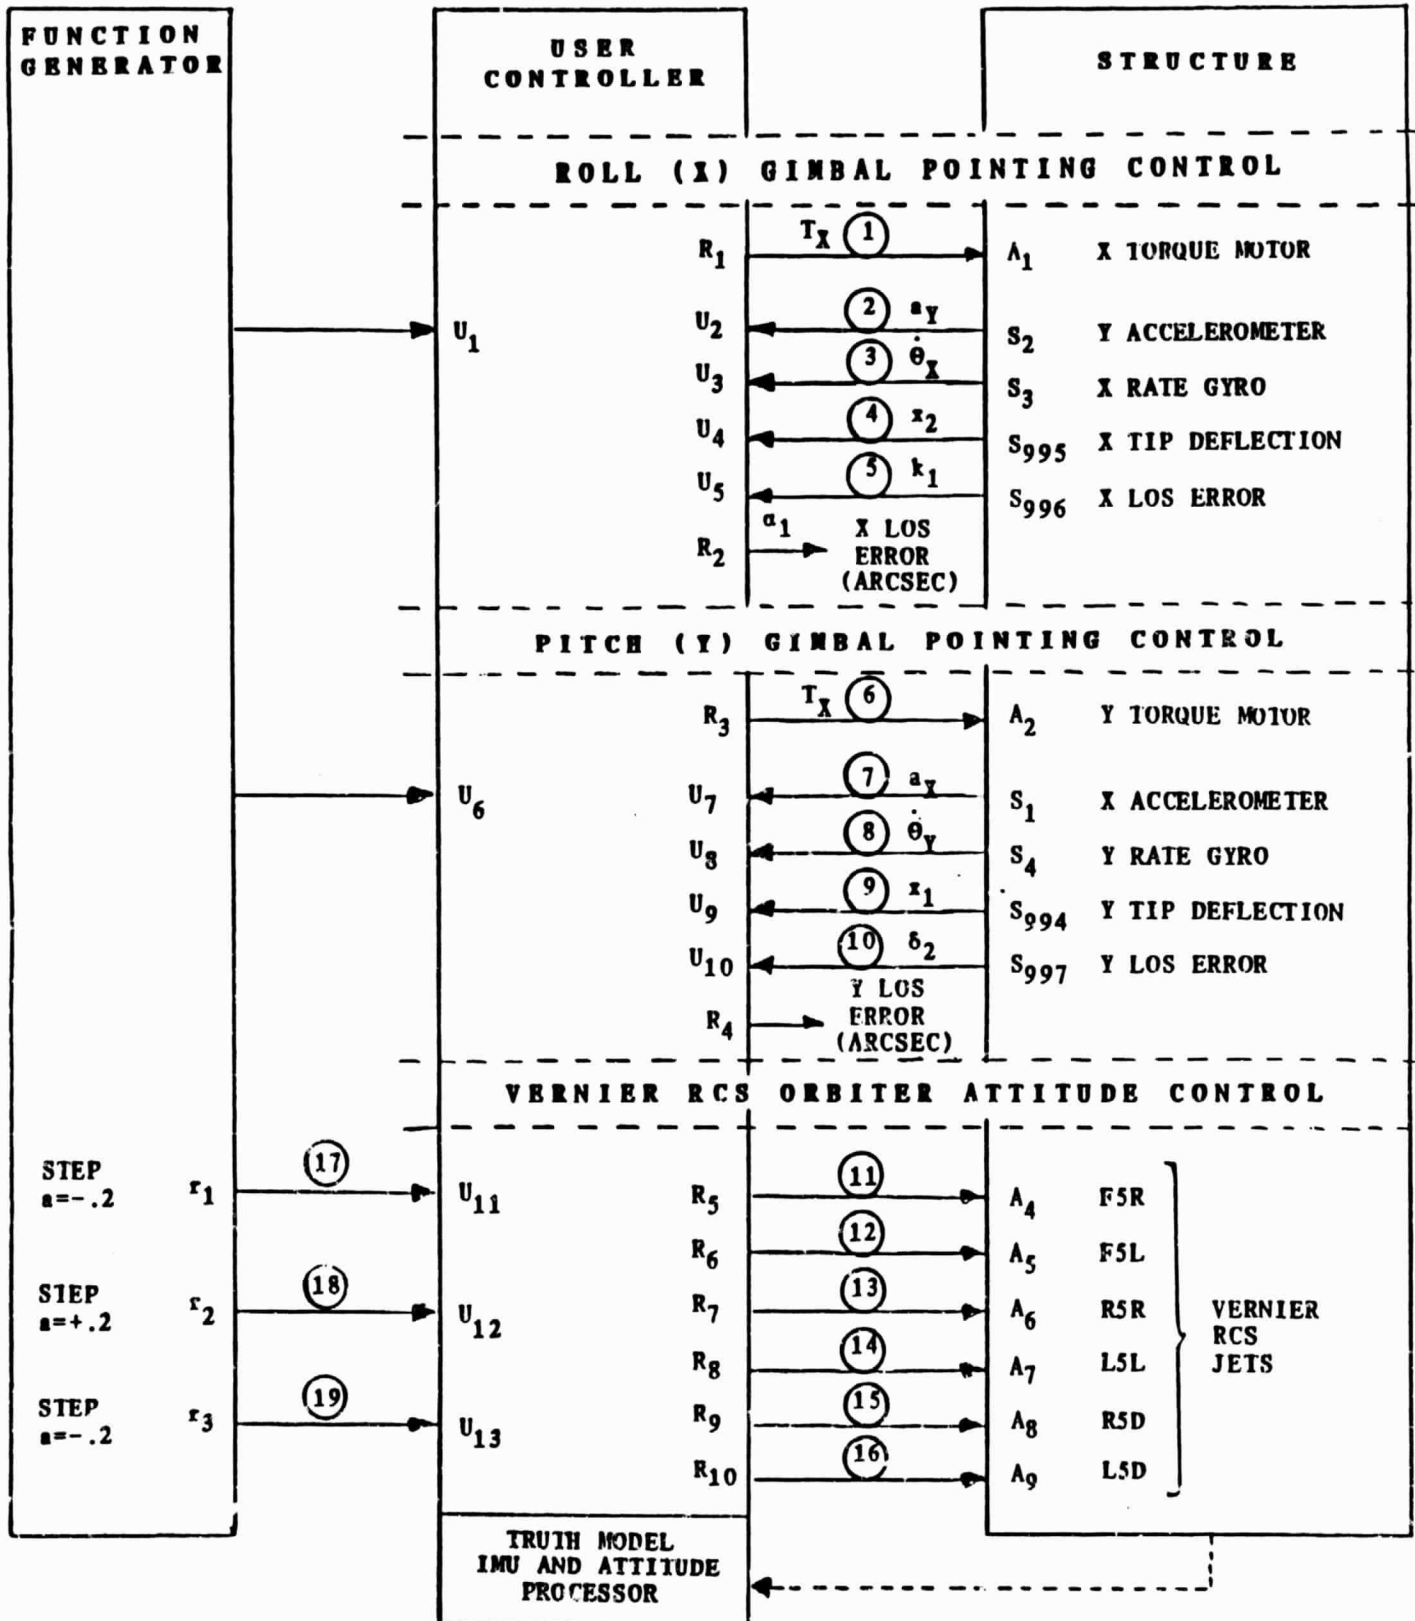 FUNCTION
GENERATOR
USER
CONTROLLER
STRUCTURE
ROLL (X) GIMBAL POINTING CONTROL
R1 TX 1 A1 X TORQUE MOTOR
U1
U2 2 aY S2 Y ACCELEROMETER
U3 3 θ̇X S3 X RATE GYRO
U4 4 x2 S995 X TIP DEFLECTION
U5 5 k1 S996 X LOS ERROR
R2 α1 X LOS
ERROR
(ARCSEC)
PITCH (Y) GIMBAL POINTING CONTROL
R3 TX 6 A2 Y TORQUE MOTOR
U6
U7 7 aX S1 X ACCELEROMETER
U8 8 θ̇Y S4 Y RATE GYRO
U9 9 x1 S994 Y TIP DEFLECTION
U10 10 δ2 S997 Y LOS ERROR
R4 Y LOS
ERROR
(ARCSEC)
VERNIER RCS ORBITER ATTITUDE CONTROL
STEP
a=-.2
r1 17 U11
STEP
a=+.2
r2 18 U12
STEP
a=-.2
r3 19 U13
R5 11 A4 F5R
R6 12 A5 F5L
R7 13 A6 R5R
R8 14 A7 L5L
R9 15 A8 R5D
R10 16 A9 L5D
VERNIER
RCS
JETS
TRUTH MODEL
IMU AND ATTITUDE
PROCESSOR